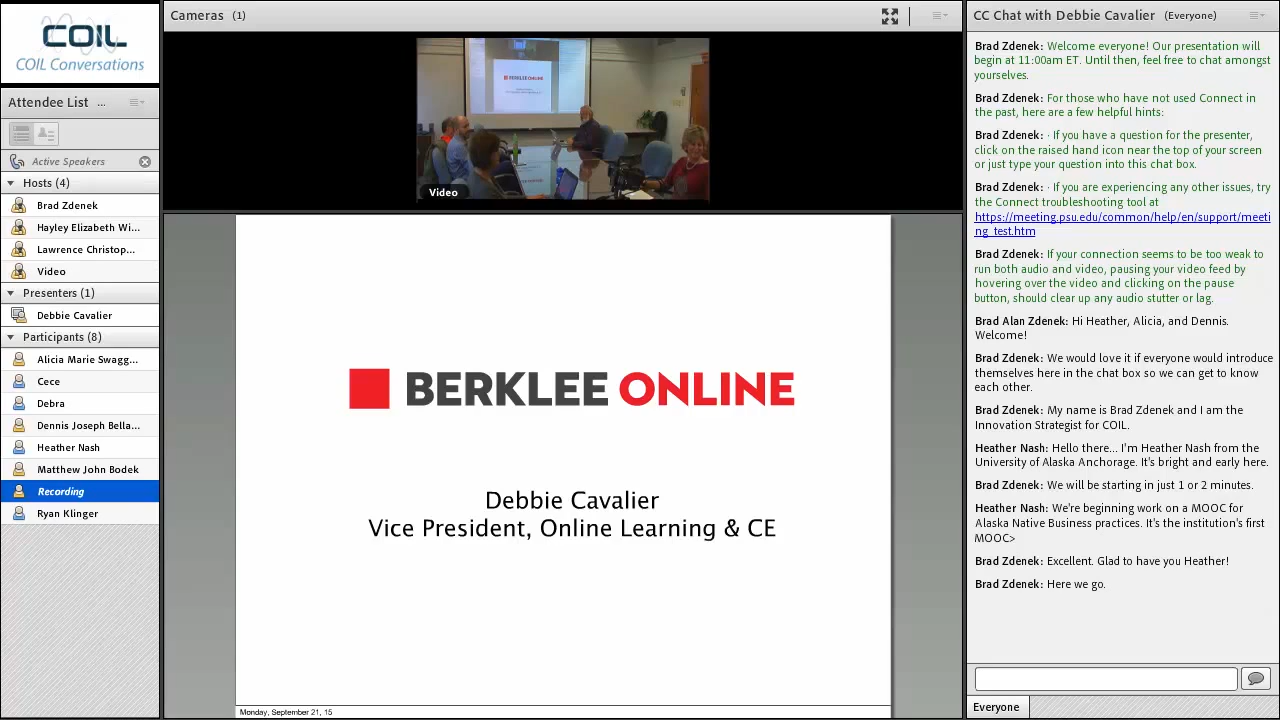 COIL
COIL Conversations
Attendee List ...
Active Speakers
Hosts (4)
Brad Zdenek
Hayley Elizabeth Wi...
Lawrence Christop...
Video
Presenters (1)
Debbie Cavalier
Participants (8)
Alicia Marie Swagg...
Cece
Debra
Dennis Joseph Bella...
Heather Nash
Matthew John Bodek
Recording
Ryan Klinger
Cameras (1)
BERKLEE ONLINE
Video
BERKLEE ONLINE
Debbie Cavalier
Vice President, Online Learning & CE
Monday, September 21, 15
CC Chat with Debbie Cavalier (Everyone)
Brad Zdenek: Welcome everyone! Our presentation will
begin at 11:00am ET. Until then, feel free to chat amongst
yourselves.
Brad Zdenek: For those who have not used Connect in
the past, here are a few helpful hints:
Brad Zdenek: · If you have a question for the presenter,
click on the raised hand icon near the top of your screen
or just type your question into this chat box.
Brad Zdenek: · If you are experiencing any other issues, try
the Connect troubleshooting tool at
https://meeting.psu.edu/common/help/en/support/meeti
ng_test.htm
Brad Zdenek: If your connection seems to be too weak to
run both audio and video, pausing your video feed by
hovering over the video and clicking on the pause
button, should clear up any audio stutter or lag.
Brad Alan Zdenek: Hi Heather, Alicia, and Dennis.
Welcome!
Brad Zdenek: We would love it if everyone would introduce
themselves here in the chat box so we can get to know
each other.
Brad Zdenek: My name is Brad Zdenek and I am the
Innovation Strategist for COIL.
Heather Nash: Hello there... I'm Heather Nash from the
University of Alaska Anchorage. It's bright and early here.
Brad Zdenek: We will be starting in just 1 or 2 minutes.
Heather Nash: We're beginning work on a MOOC for
Alaska Native Business practices. It's the institution's first
MOOC>
Brad Zdenek: Excellent. Glad to have you Heather!
Brad Zdenek: Here we go.
Everyone